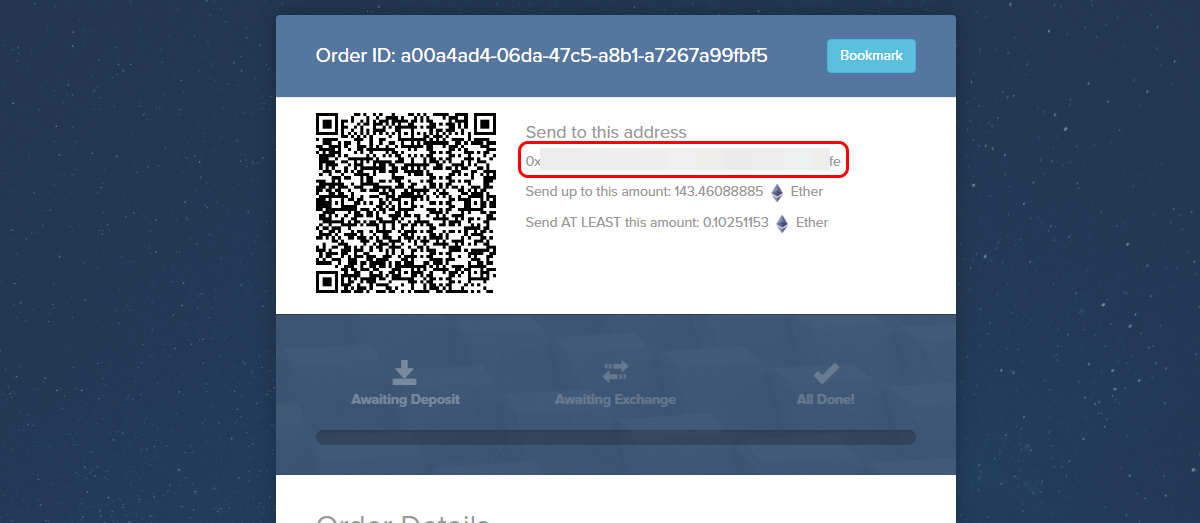 Order ID: a00a4ad4-06da-47c5-a8b1-a7267a99fbf5
Bookmark
Send to this address
0x fe
Send up to this amount: 143.46088885 Ether
Send AT LEAST this amount: 0.10251153 Ether
Awaiting Deposit
Awaiting Exchange
All Done!
Order Details